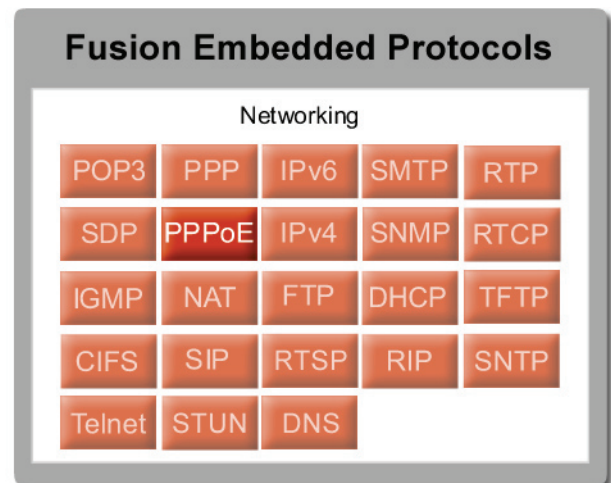 Fusion Embedded Protocols
Networking
POP3 PPP IPv6 SMTP RTP
SDP PPPoE IPv4 SNMP RTCP
IGMP NAT FTP DHCP TFTP
CIFS SIP RTSP RIP SNTP
Telnet STUN DNS